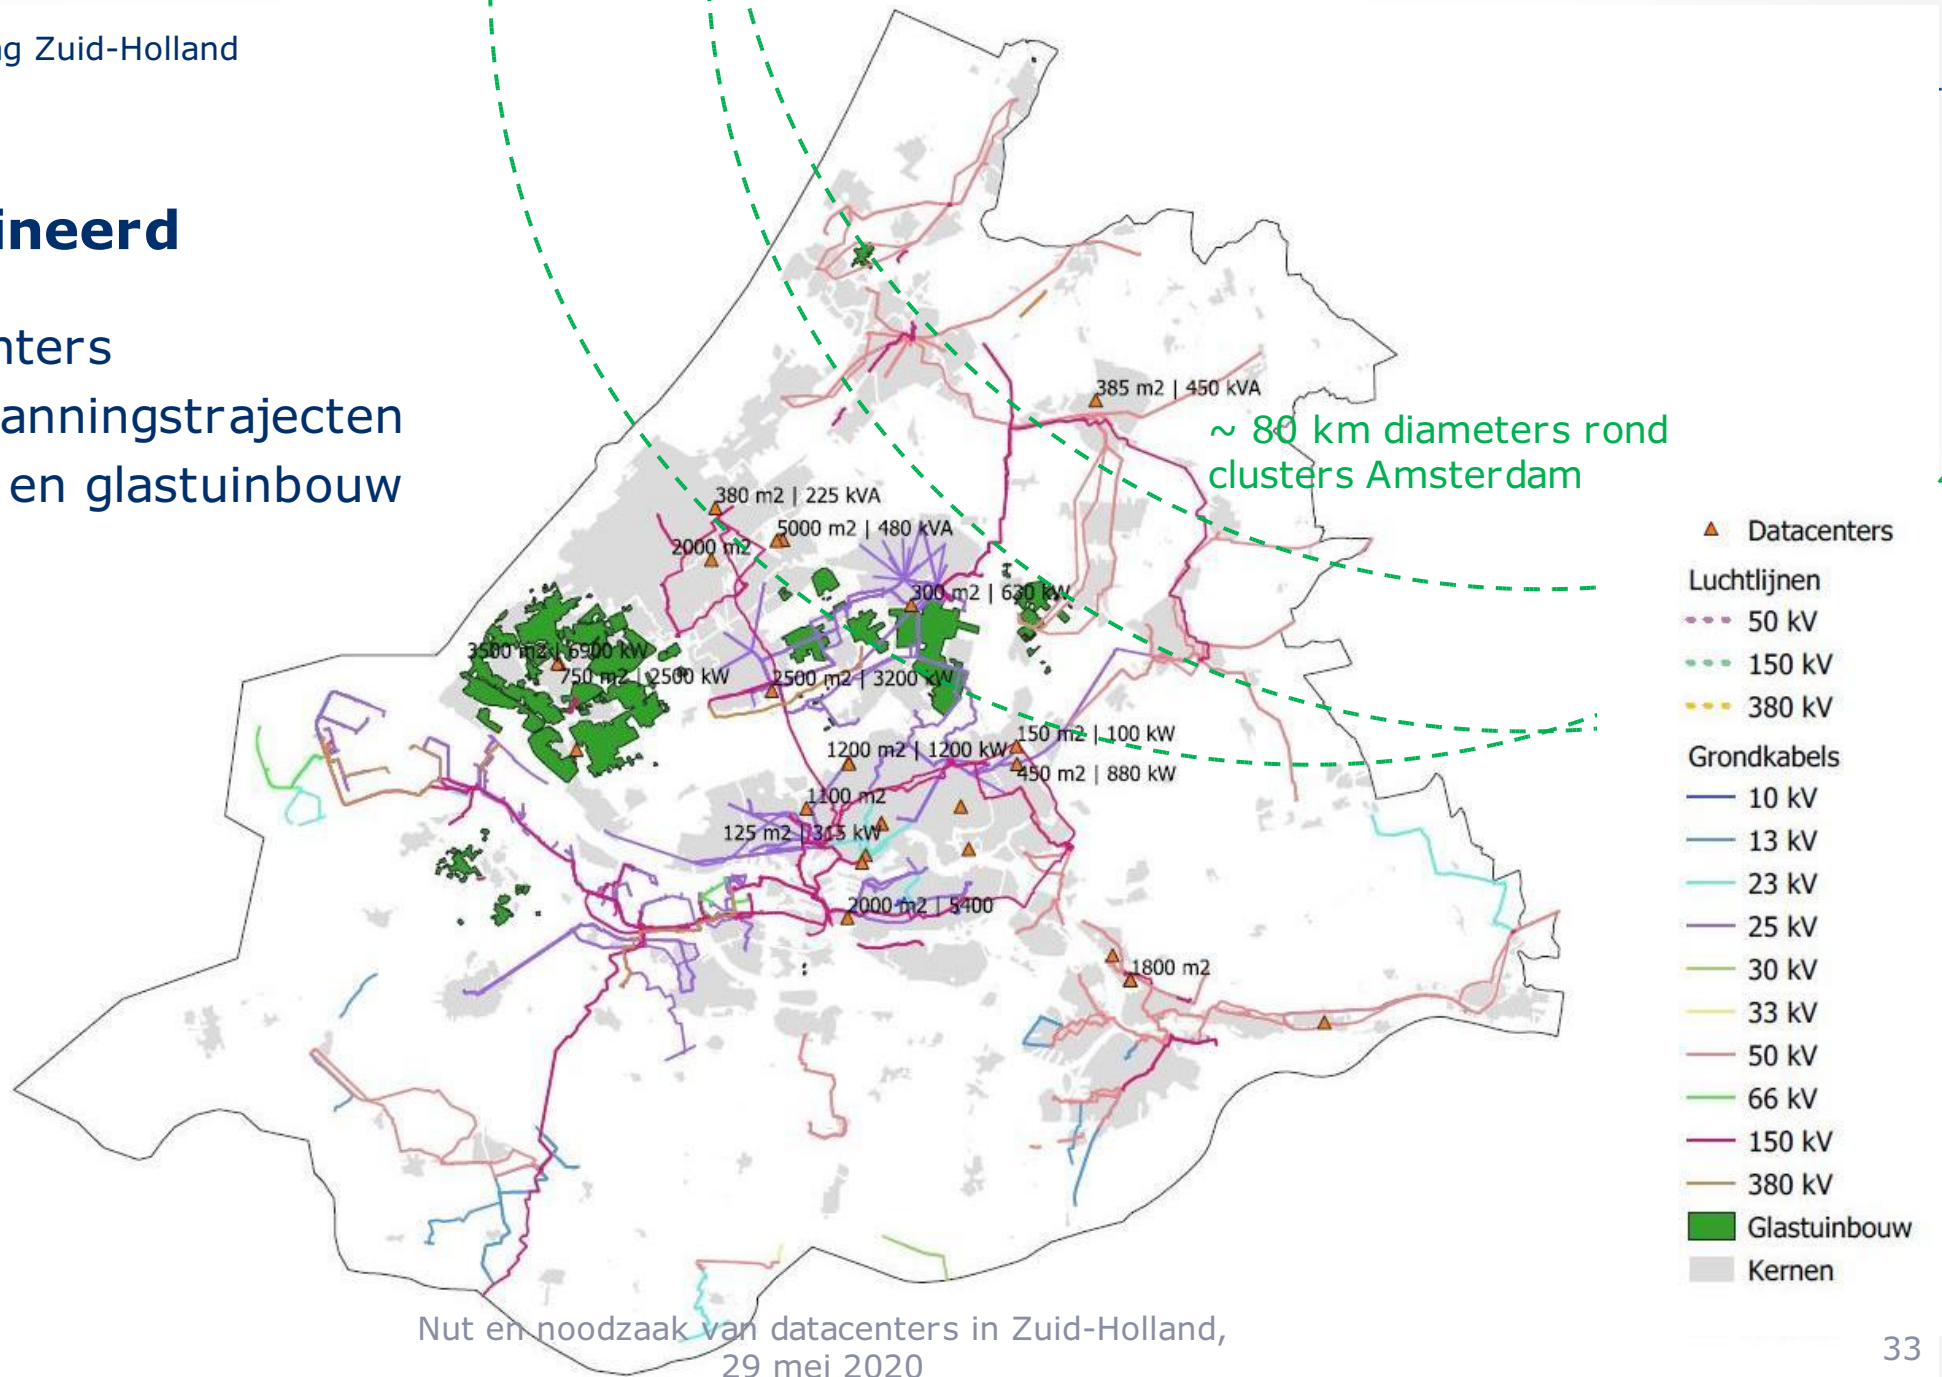 g Zuid-Holland
ineerd
nters
anningstrajecten
en glastuinbouw
385 m2 | 450 kVA
~ 80 km diameters rond
clusters Amsterdam
380 m2 | 225 kVA
5000 m2 | 480 kVA
2000 m2
300 m2 | 630 kW
3500 m2 | 6900 kW
750 m2 | 2500 kW
2500 m2 | 3200 kW
150 m2 | 100 kW
1200 m2 | 1200 kW
450 m2 | 880 kW
1100 m2
125 m2 | 315 kW
2000 m2 | 5400
1800 m2
Datacenters
Luchtlijnen
50 kV
150 kV
380 kV
Grondkabels
10 kV
13 kV
23 kV
25 kV
30 kV
33 kV
50 kV
66 kV
150 kV
380 kV
Glastuinbouw
Kernen
Nut en noodzaak van datacenters in Zuid-Holland,
29 mei 2020
33